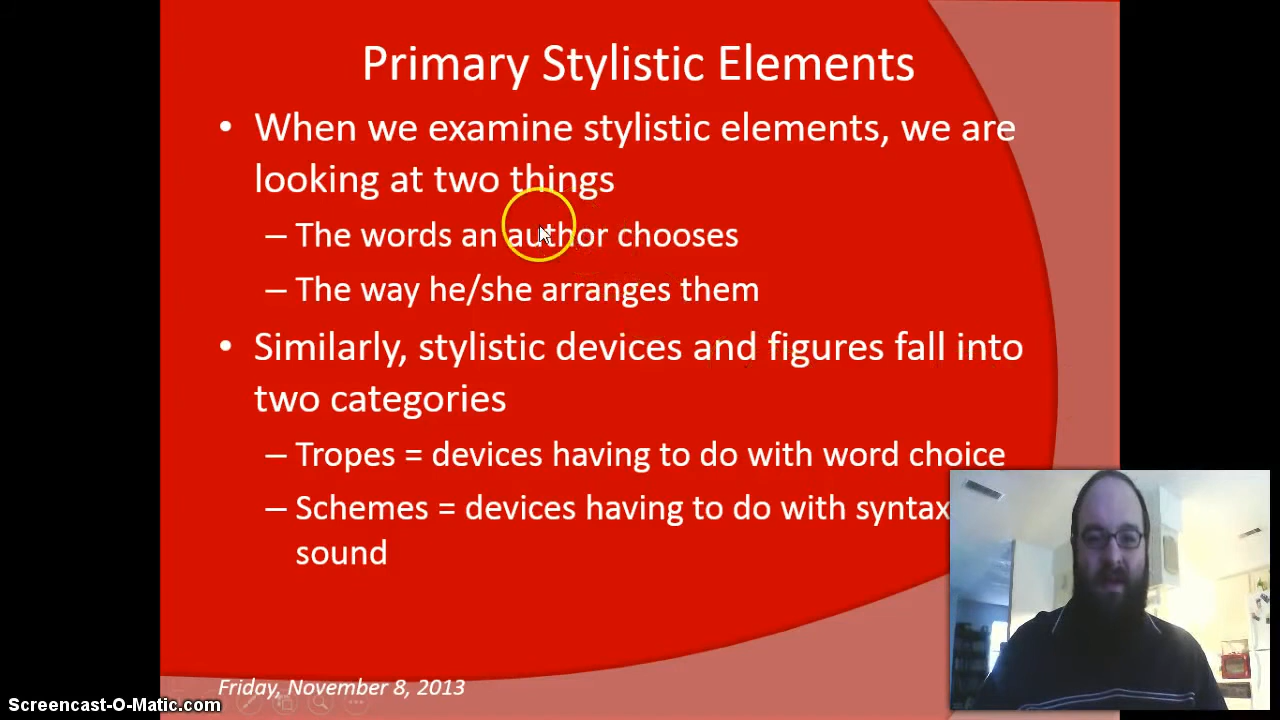 Primary Stylistic Elements
• When we examine stylistic elements, we are
looking at two things
– The words an author chooses
– The way he/she arranges them
• Similarly, stylistic devices and figures fall into
two categories
– Tropes = devices having to do with word choice
– Schemes = devices having to do with syntax
sound
Friday, November 8, 2013
Screencast-O-Matic.com